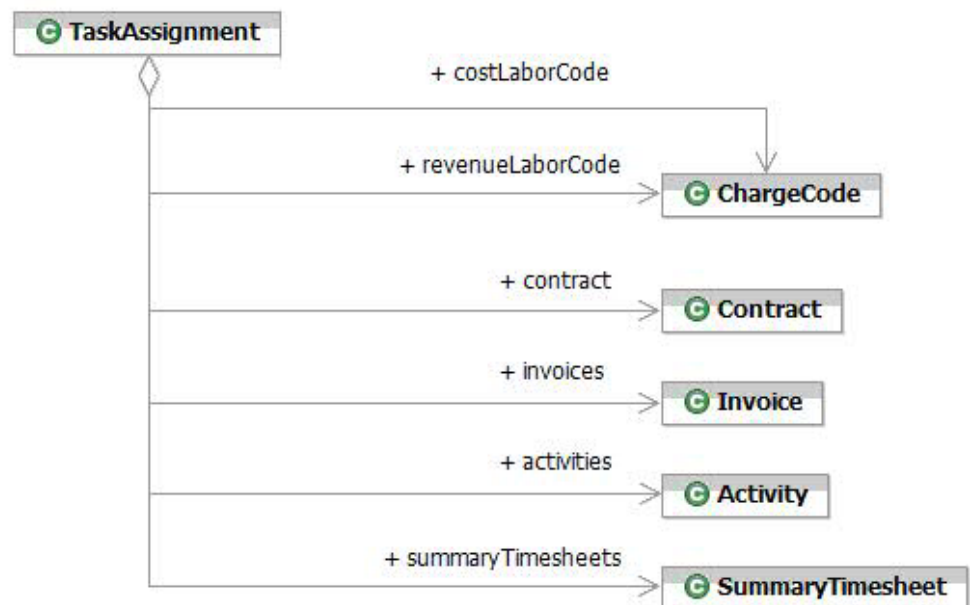 TaskAssignment
+ costLaborCode
+ revenueLaborCode
ChargeCode
+ contract
Contract
+ invoices
Invoice
+ activities
Activity
+ summaryTimesheets
SummaryTimesheet